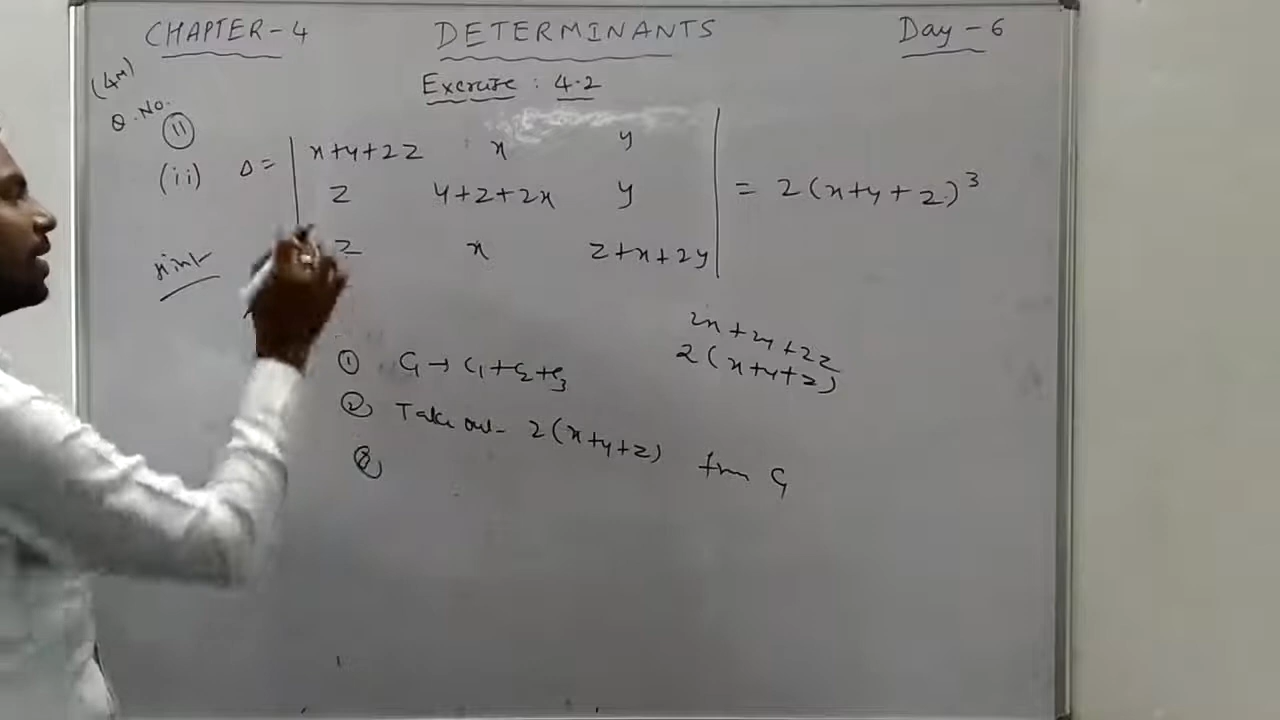 CHAPTER-4 DETERMINANTS Day-6
Exercise : 4.2
(4M)
Q.No. 11
(ii) Δ = | x+y+2z x y |
| z y+z+2x y | = 2(x+y+z)³
| z x z+x+2y |
Hint
① C₁ → C₁+C₂+C₃
2x+2y+2z
2(x+y+z)
② Take out 2(x+y+z) from C₁
③